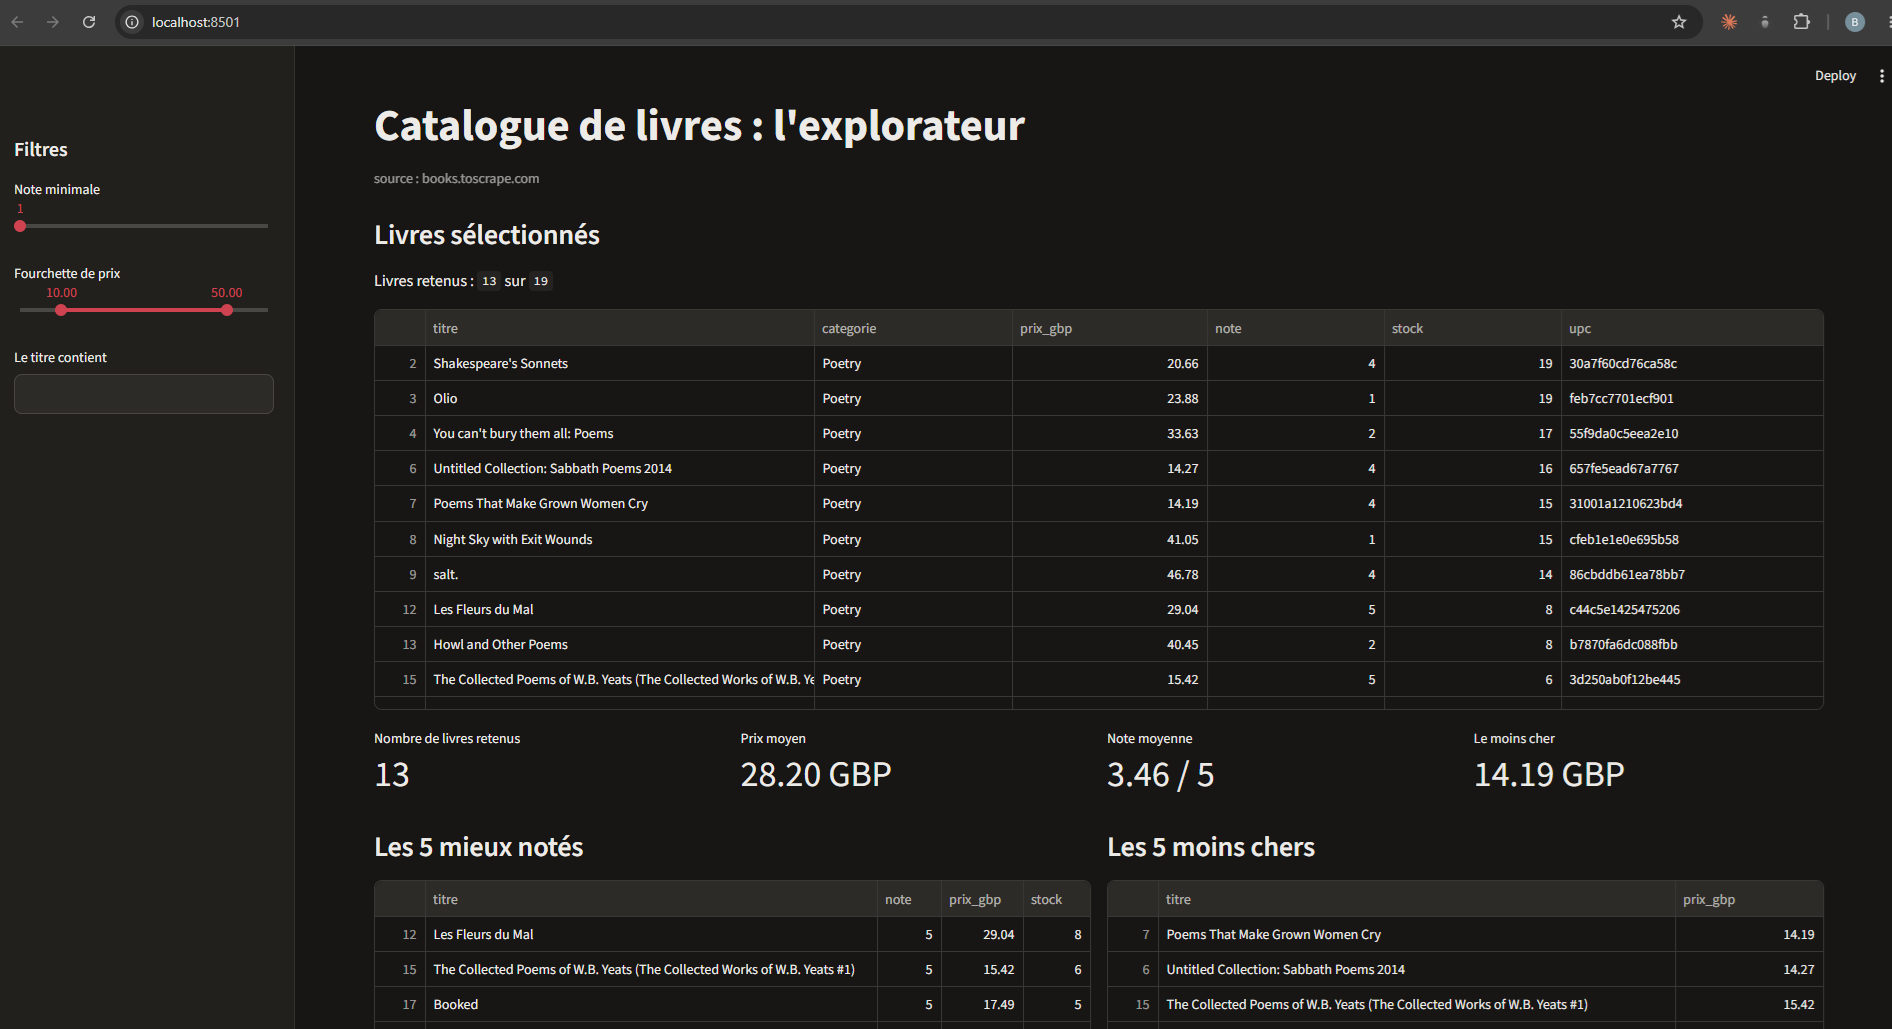 localhost:8501
B
Deploy
Filtres
Note minimale
1
Fourchette de prix
10.00 50.00
Le titre contient
Catalogue de livres : l'explorateur
source : books.toscrape.com
Livres sélectionnés
Livres retenus : 13 sur 19
titre categorie prix_gbp note stock upc
2 Shakespeare's Sonnets Poetry 20.66 4 19 30a7f60cd76ca58c
3 Olio Poetry 23.88 1 19 feb7cc7701ecf901
4 You can't bury them all: Poems Poetry 33.63 2 17 55f9da0c5eea2e10
6 Untitled Collection: Sabbath Poems 2014 Poetry 14.27 4 16 657fe5ead67a7767
7 Poems That Make Grown Women Cry Poetry 14.19 4 15 31001a1210623bd4
8 Night Sky with Exit Wounds Poetry 41.05 1 15 cfeb1e1e0e695b58
9 salt. Poetry 46.78 4 14 86cbddb61ea78bb7
12 Les Fleurs du Mal Poetry 29.04 5 8 c44c5e1425475206
13 Howl and Other Poems Poetry 40.45 2 8 b7870fa6dc088fbb
15 The Collected Poems of W.B. Yeats (The Collected Works of W.B. Ye Poetry 15.42 5 6 3d250ab0f12be445
Nombre de livres retenus Prix moyen Note moyenne Le moins cher
13 28.20 GBP 3.46 / 5 14.19 GBP
Les 5 mieux notés
titre note prix_gbp stock
12 Les Fleurs du Mal 5 29.04 8
15 The Collected Poems of W.B. Yeats (The Collected Works of W.B. Yeats #1) 5 15.42 6
17 Booked 5 17.49 5
Les 5 moins chers
titre prix_gbp
7 Poems That Make Grown Women Cry 14.19
6 Untitled Collection: Sabbath Poems 2014 14.27
15 The Collected Poems of W.B. Yeats (The Collected Works of W.B. Yeats #1) 15.42